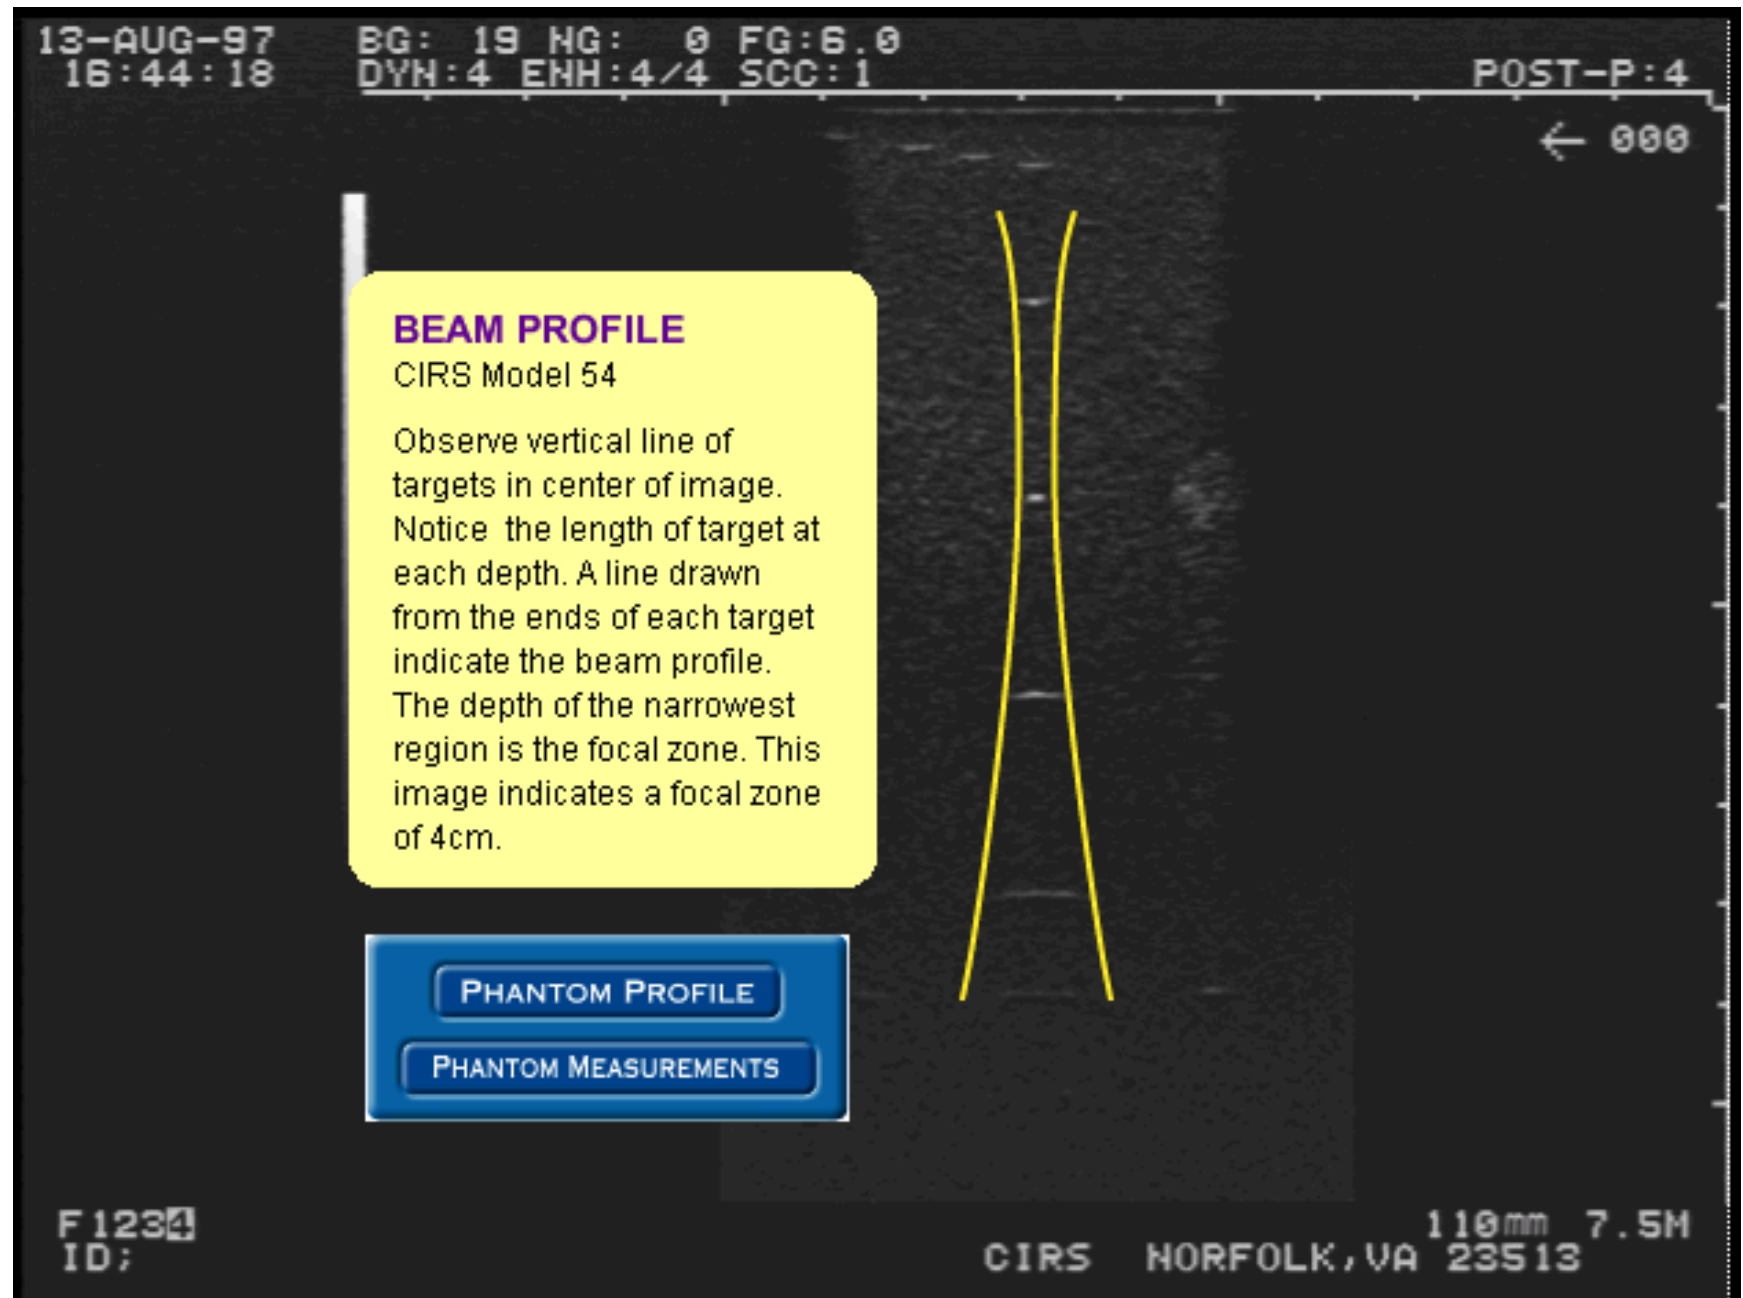 13-AUG-97 BG: 19 NG: 0 FG:6.0
16:44:18 DYN:4 ENH:4/4 SCC:1 POST-P:4
← 000
BEAM PROFILE
CIRS Model 54
Observe vertical line of
targets in center of image.
Notice the length of target at
each depth. A line drawn
from the ends of each target
indicate the beam profile.
The depth of the narrowest
region is the focal zone. This
image indicates a focal zone
of 4cm.
PHANTOM PROFILE
PHANTOM MEASUREMENTS
F1234 110mm 7.5M
ID; CIRS NORFOLK,VA 23513